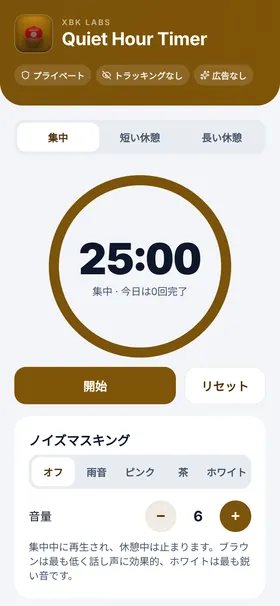 XBK LABS
Quiet Hour Timer
プライベート
トラッキングなし
広告なし
集中
短い休憩
長い休憩
25:00
集中 · 今日は0回完了
開始
リセット
ノイズマスキング
オフ
雨音
ピンク
茶
ホワイト
音量
−
6
+
集中中に再生され、休憩中は止まります。ブラウ
ンは最も低く話し声に効果的、ホワイトは最も鋭
い音です。